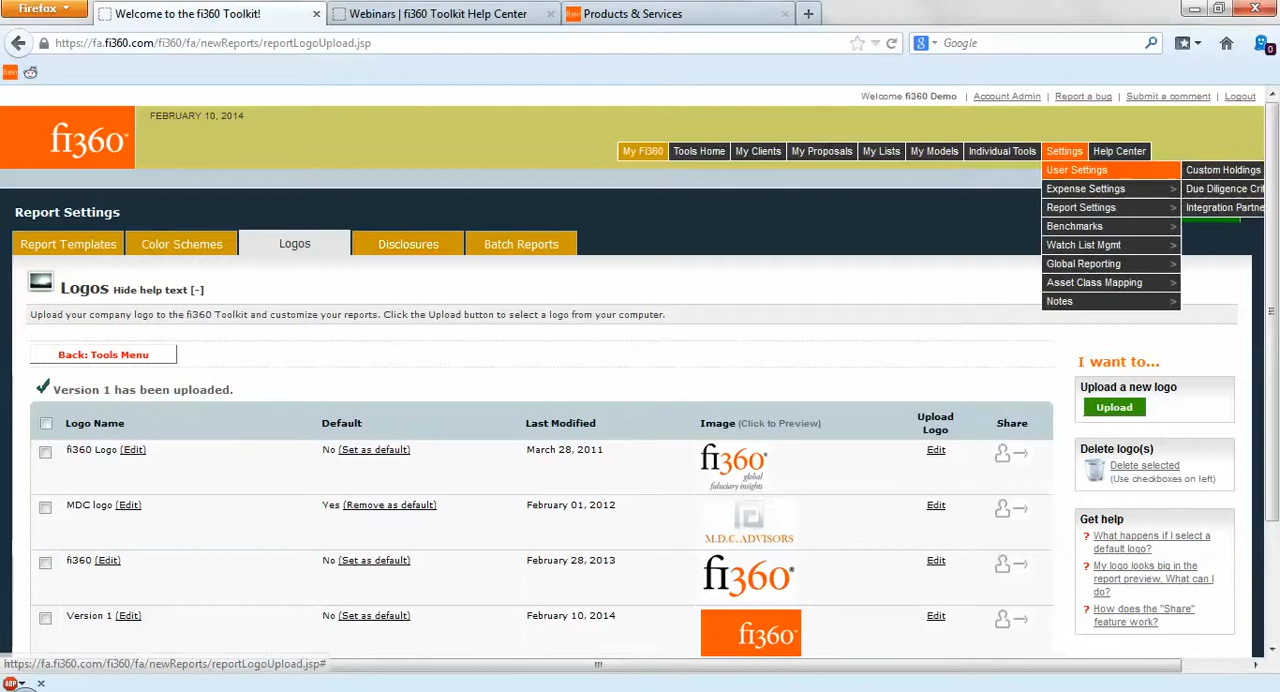 Firefox
Welcome to the fi360 Toolkit!
Webinars | fi360 Toolkit Help Center
Products & Services
https://fa.fi360.com/fi360/fa/newReports/reportLogoUpload.jsp
Google
0
Welcome fi360 Demo | Account Admin | Report a bug | Submit a comment | Logout
fi360
FEBRUARY 10, 2014
My Fi360 Tools Home My Clients My Proposals My Lists My Models Individual Tools Settings Help Center
User Settings
Custom Holdings
Expense Settings >
Due Diligence Crit
Report Settings >
Integration Partne
Benchmarks >
Watch List Mgmt >
Global Reporting >
Asset Class Mapping >
Notes >
Report Settings
Report Templates Color Schemes Logos Disclosures Batch Reports
Logos Hide help text [-]
Upload your company logo to the fi360 Toolkit and customize your reports. Click the Upload button to select a logo from your computer.
Back: Tools Menu
Version 1 has been uploaded.
Logo Name Default Last Modified Image (Click to Preview) Upload Logo Share
fi360 Logo (Edit) No (Set as default) March 28, 2011 Edit
fi360
global
fiduciary insights
MDC logo (Edit) Yes (Remove as default) February 01, 2012 Edit
M.D.C. ADVISORS
fi360 (Edit) No (Set as default) February 28, 2013 Edit
fi360
Version 1 (Edit) No (Set as default) February 10, 2014 Edit
fi360
I want to...
Upload a new logo
Upload
Delete logo(s)
Delete selected
(Use checkboxes on left).
Get help
? What happens if I select a
default logo?
? My logo looks big in the
report preview. What can I
do?
? How does the "Share"
feature work?
https://fa.fi360.com/fi360/fa/newReports/reportLogoUpload.jsp#
ABP